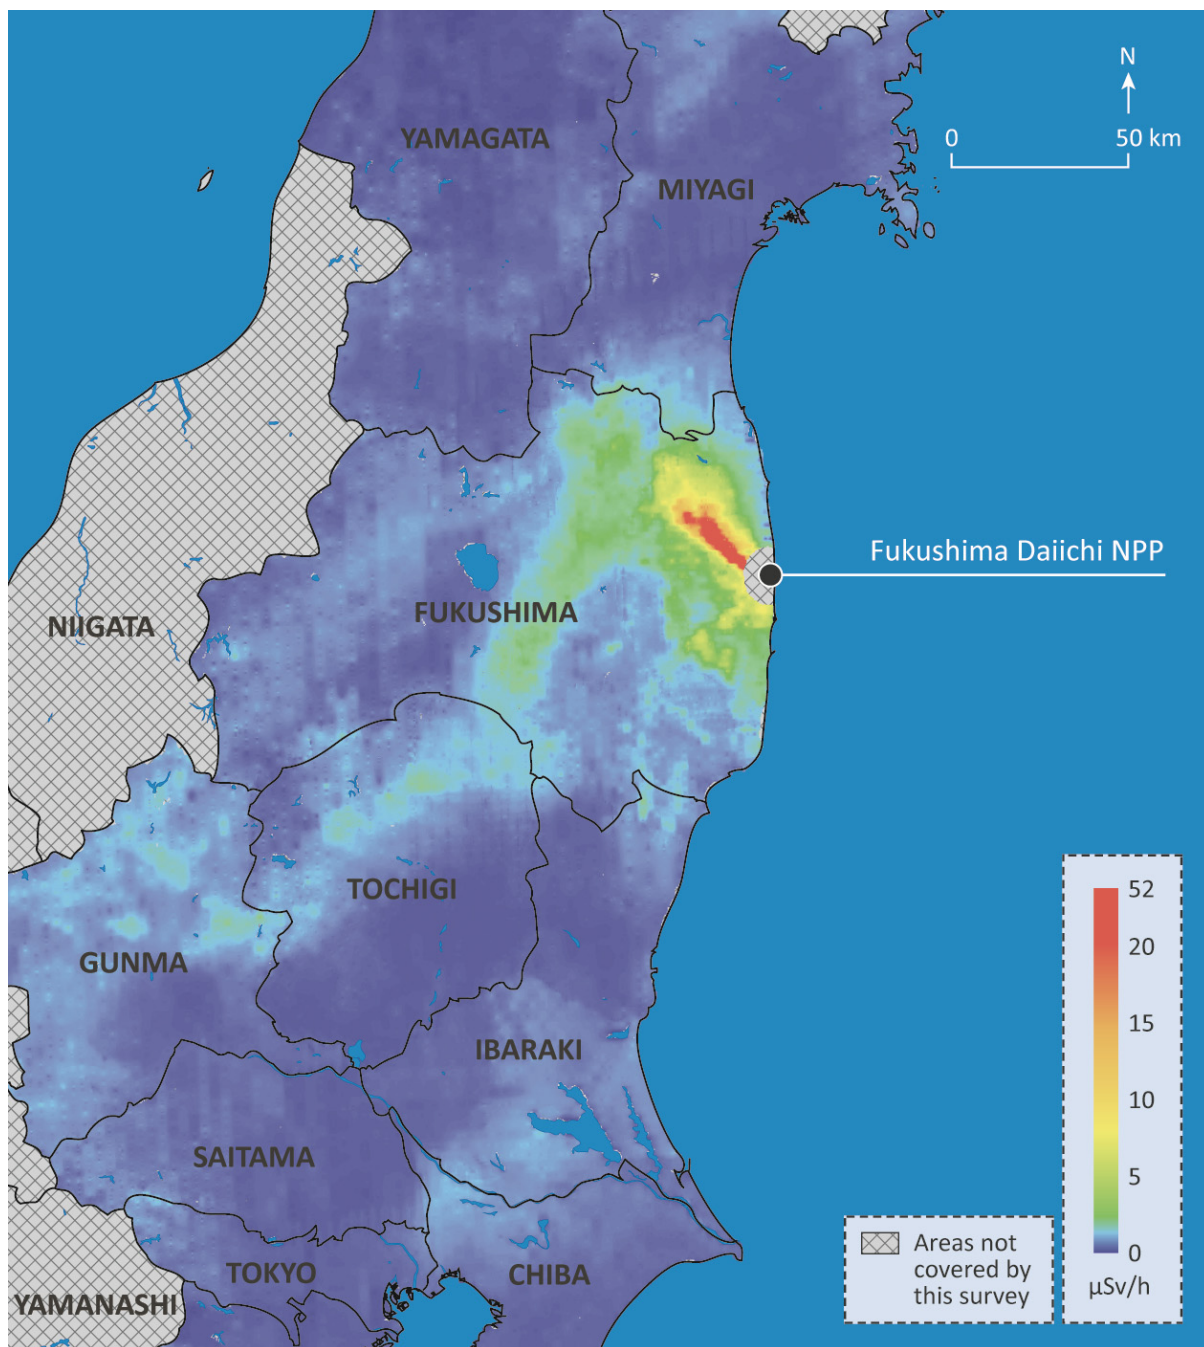 YAMAGATA
MIYAGI
N
0 50 km
Fukushima Daiichi NPP
FUKUSHIMA
NIIGATA
TOCHIGI
GUNMA
IBARAKI
SAITAMA
TOKYO
CHIBA
YAMANASHI
52
20
15
10
5
0
µSv/h
Areas not
covered by
this survey